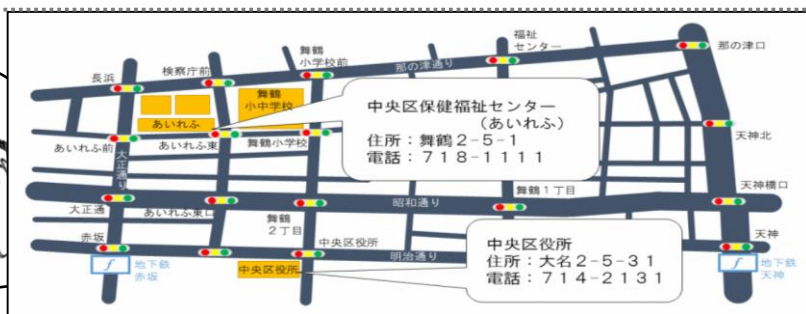 福祉
センター
那の津口
舞鶴
小学校前
那の津通り
検察庁前
長浜
舞鶴
小中学校
あいれふ
あいれふ前
あいれふ東
舞鶴小学校
中央区保健福祉センター
(あいれふ)
住所:舞鶴2-5-1
電話:718-1111
天神北
大正通り
大正通
あいれふ東口
昭和通り
舞鶴1丁目
天神橋口
舞鶴
2丁目
赤坂
中央区役所
明治通り
天神
f 地下鉄
赤坂
中央区役所
中央区役所
住所:大名2-5-31
電話:714-2131
f 地下鉄
天神